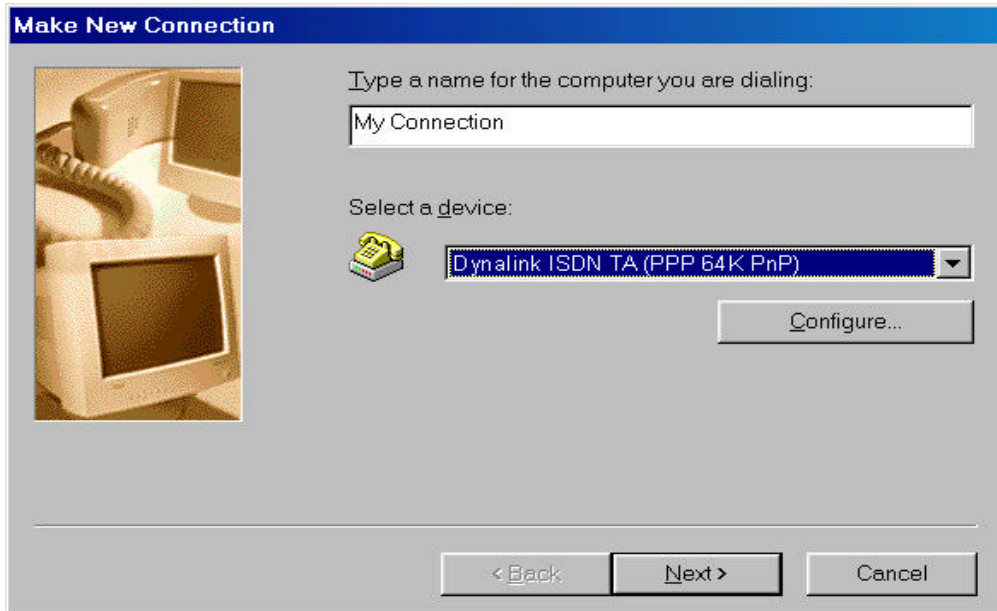 Make New Connection
Type a name for the computer you are dialing:
My Connection
Select a device:
Dynalink ISDN TA (PPP 64K PnP)
Configure...
< Back
Next >
Cancel